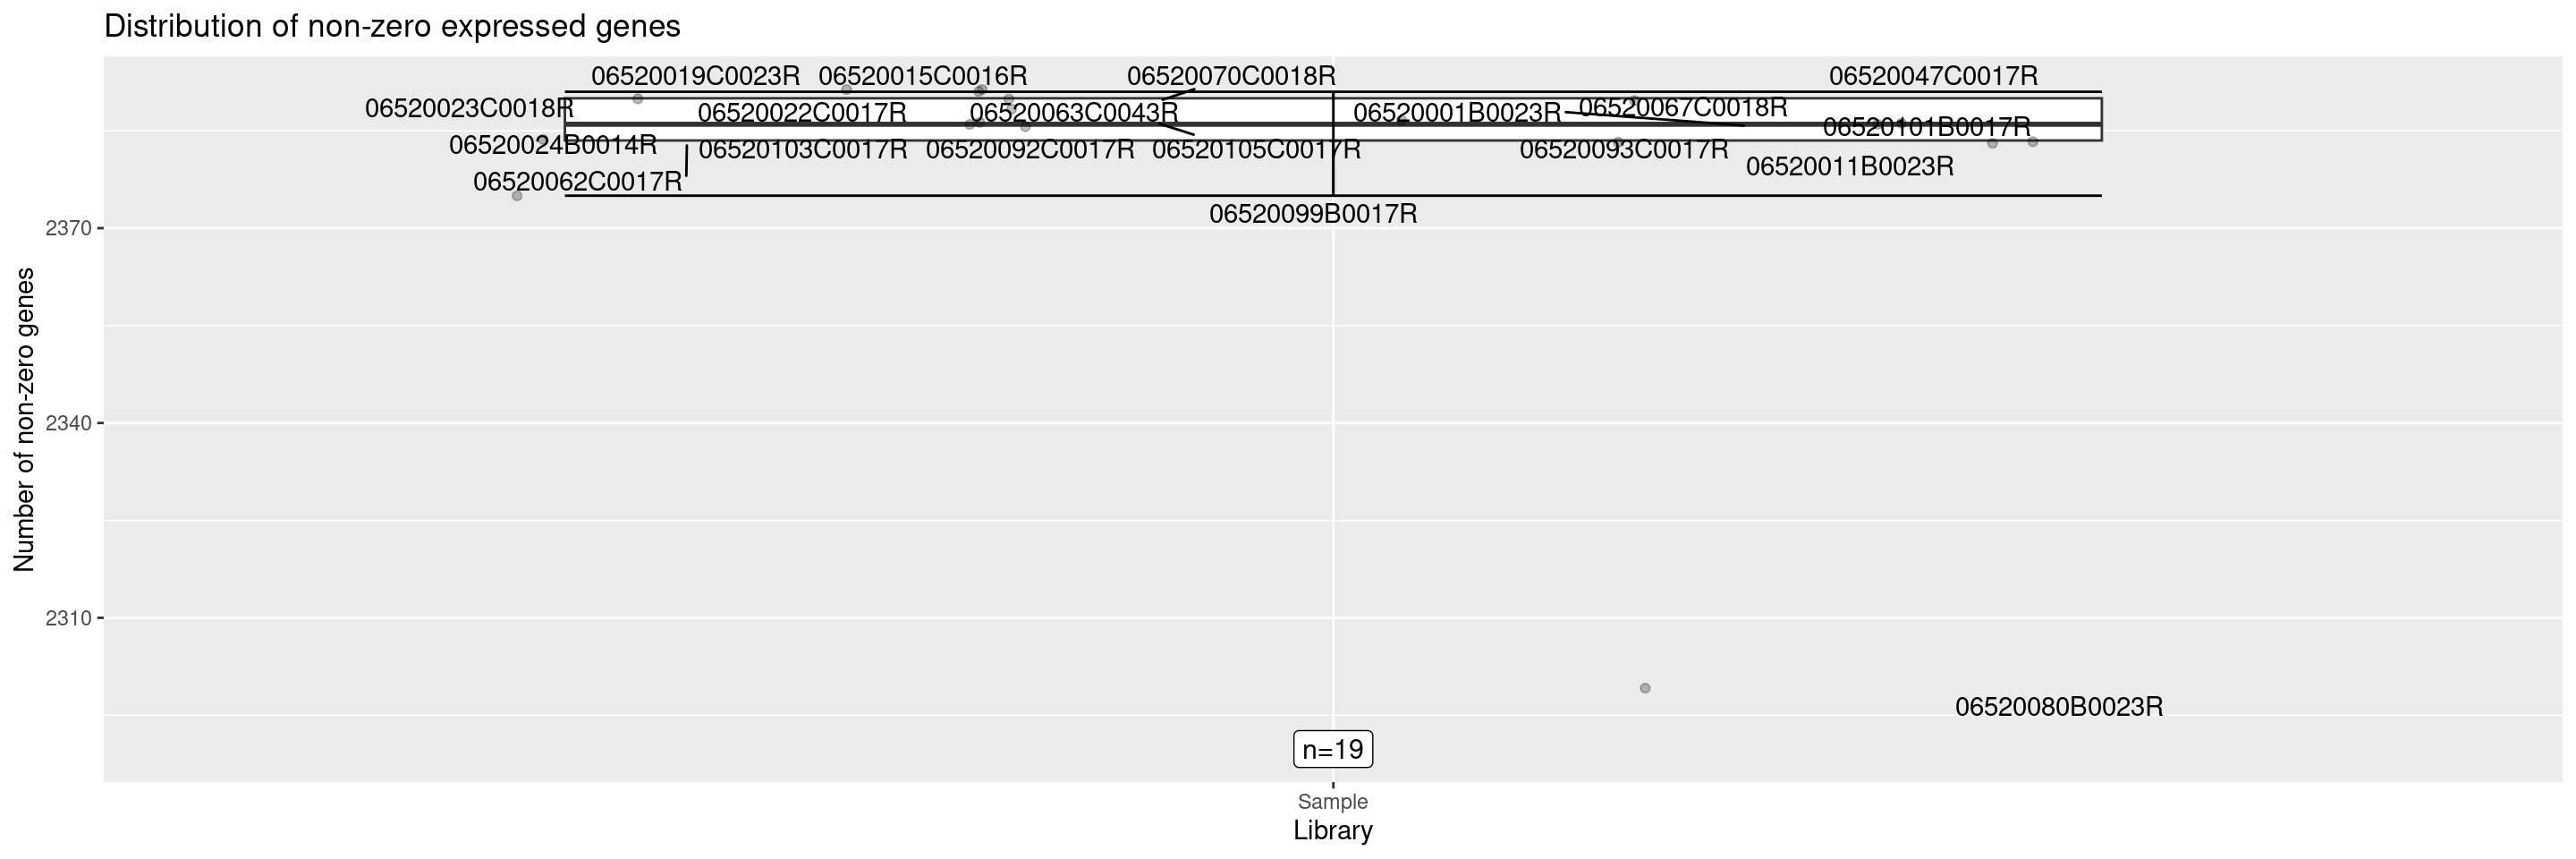 Distribution of non-zero expressed genes
06520019C0023R 06520015C0016R 06520070C0018R 06520047C0017R
06520023C0018R 06520022C0017R 06520063C0043R 06520001B0023R 06520067C0018R
06520101B0017R
06520024B0014R 06520103C0017R 06520092C0017R 06520105C0017R 06520093C0017R
06520011B0023R
06520062C0017R
06520099B0017R
2370
2340
2310
Number of non-zero genes
06520080B0023R
n=19
Sample
Library